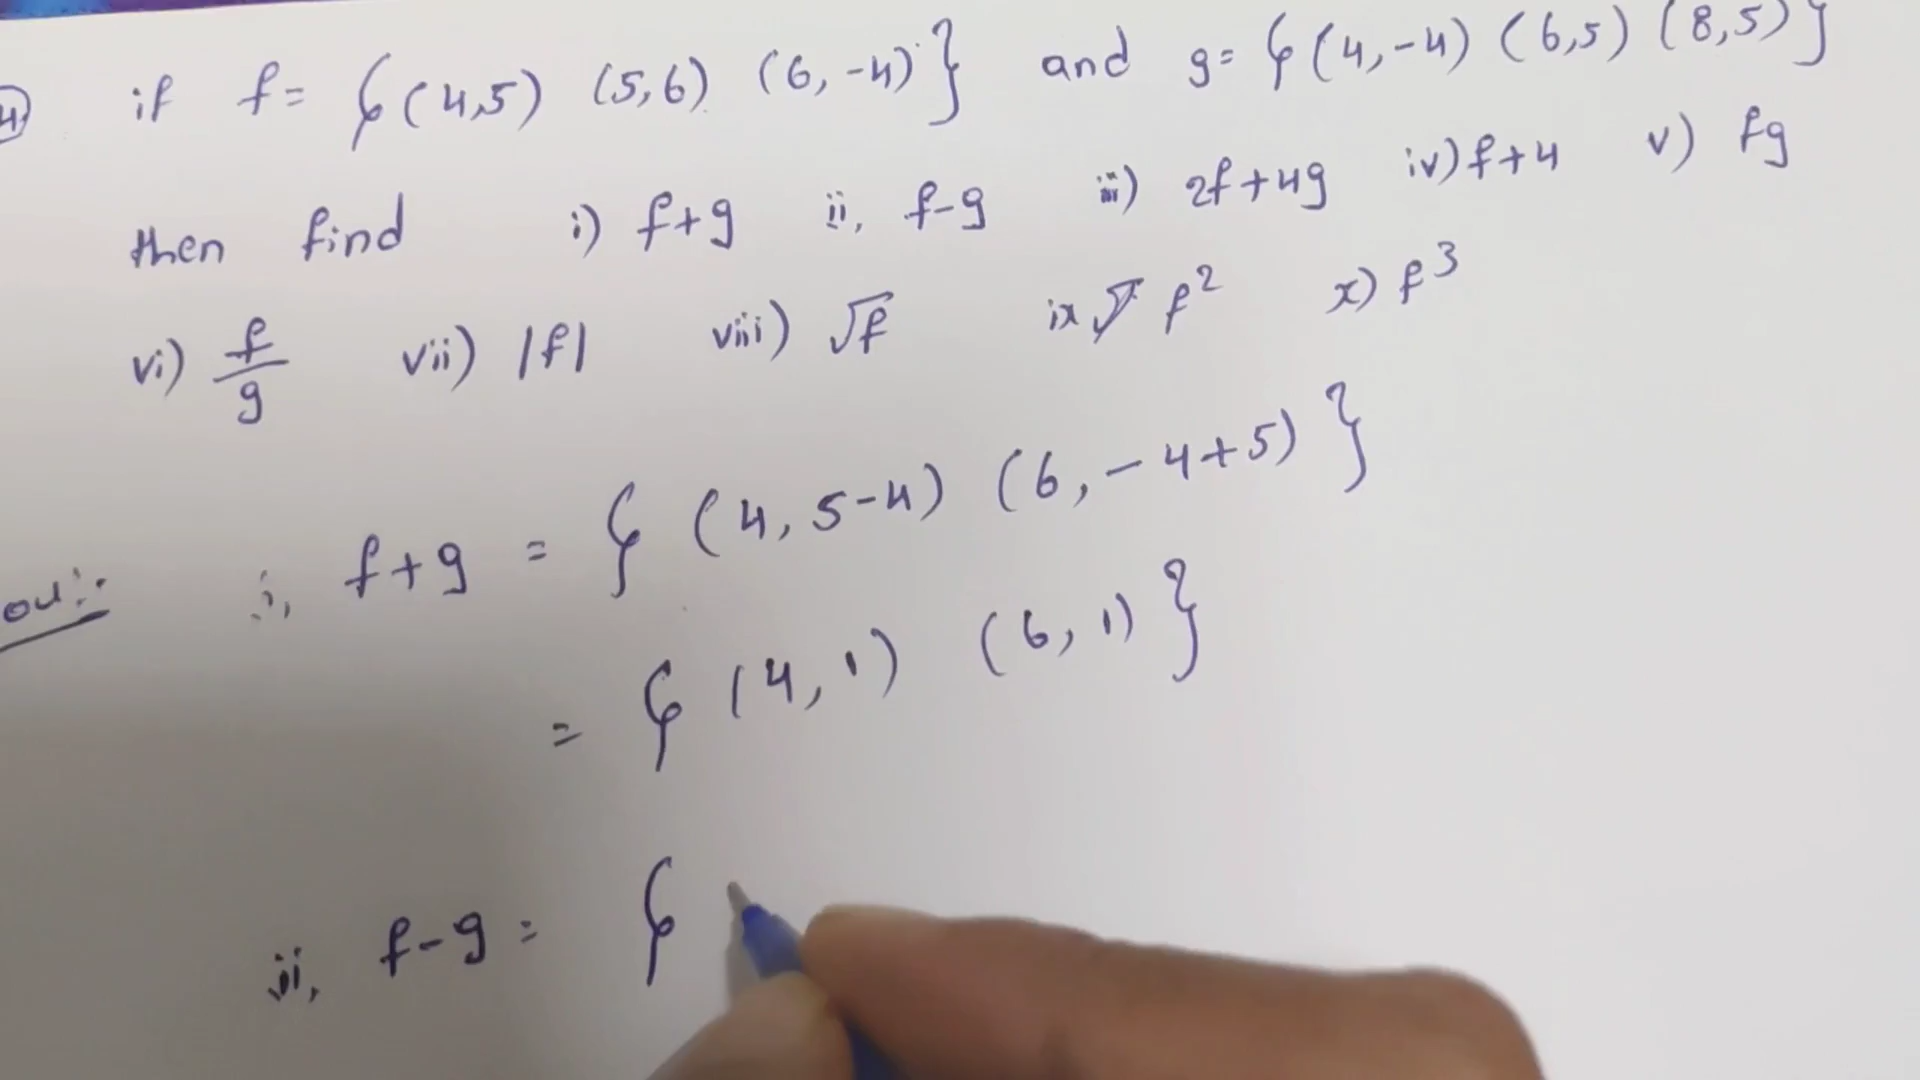 4 if f = {(4,5) (5,6) (6,-4)} and g = {(4,-4) (6,5) (8,5)}
then find i) f+g ii, f-g iii) 2f+4g iv) f+4 v) fg
vi) f/g vii) |f| viii) √f ix) f² x) f³
i, f+g = { (4, 5-4) (6, -4+5) }
= { (4, 1) (6, 1) }
ii, f-g = {